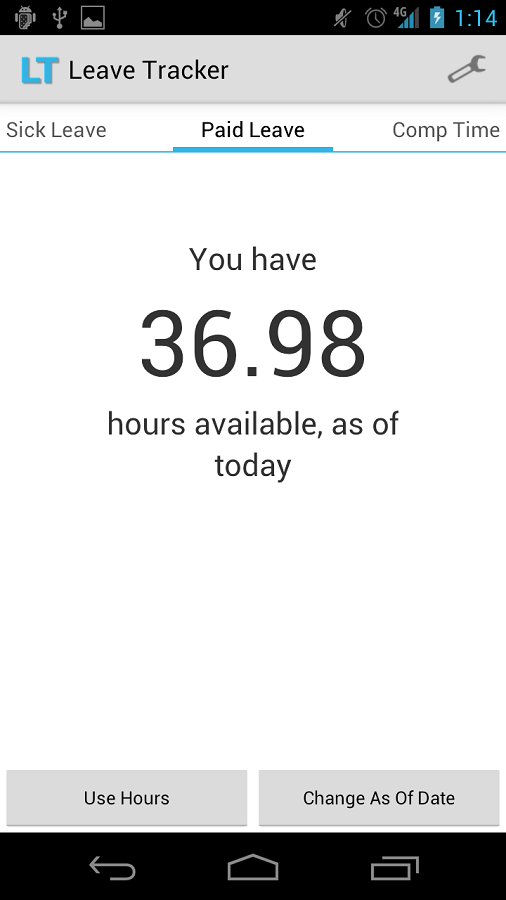 4G 1:14
LT Leave Tracker
Sick Leave Paid Leave Comp Time
You have
36.98
hours available, as of
today
Use Hours Change As Of Date